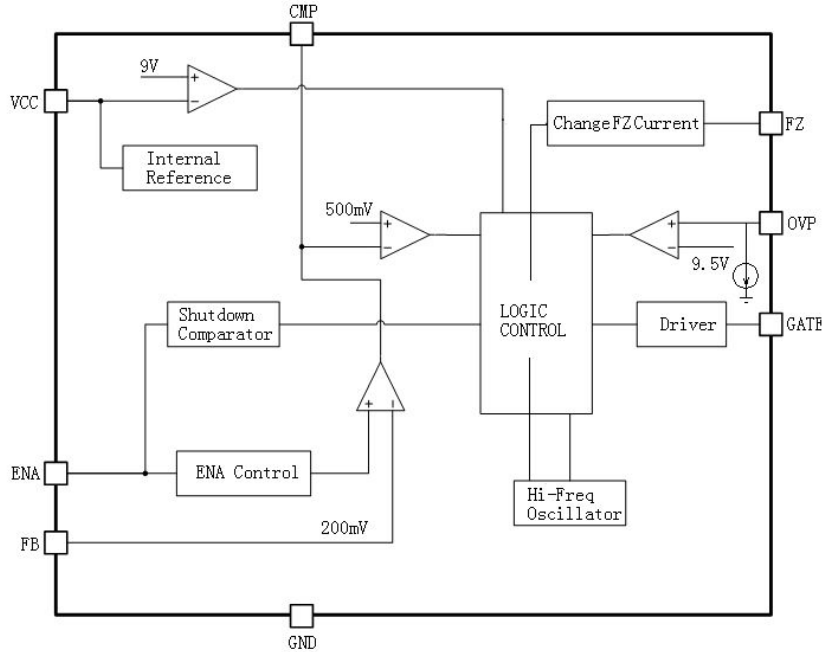 CMP
9V
+
−
VCC
Internal
Reference
ChangeFZCurrent
FZ
500mV
+
−
+
−
OVP
9.5V
Shutdown
Comparator
LOGIC
CONTROL
Driver
GATE
+ −
ENA
ENA Control
Hi-Freq
Oscillator
200mV
FB
GND